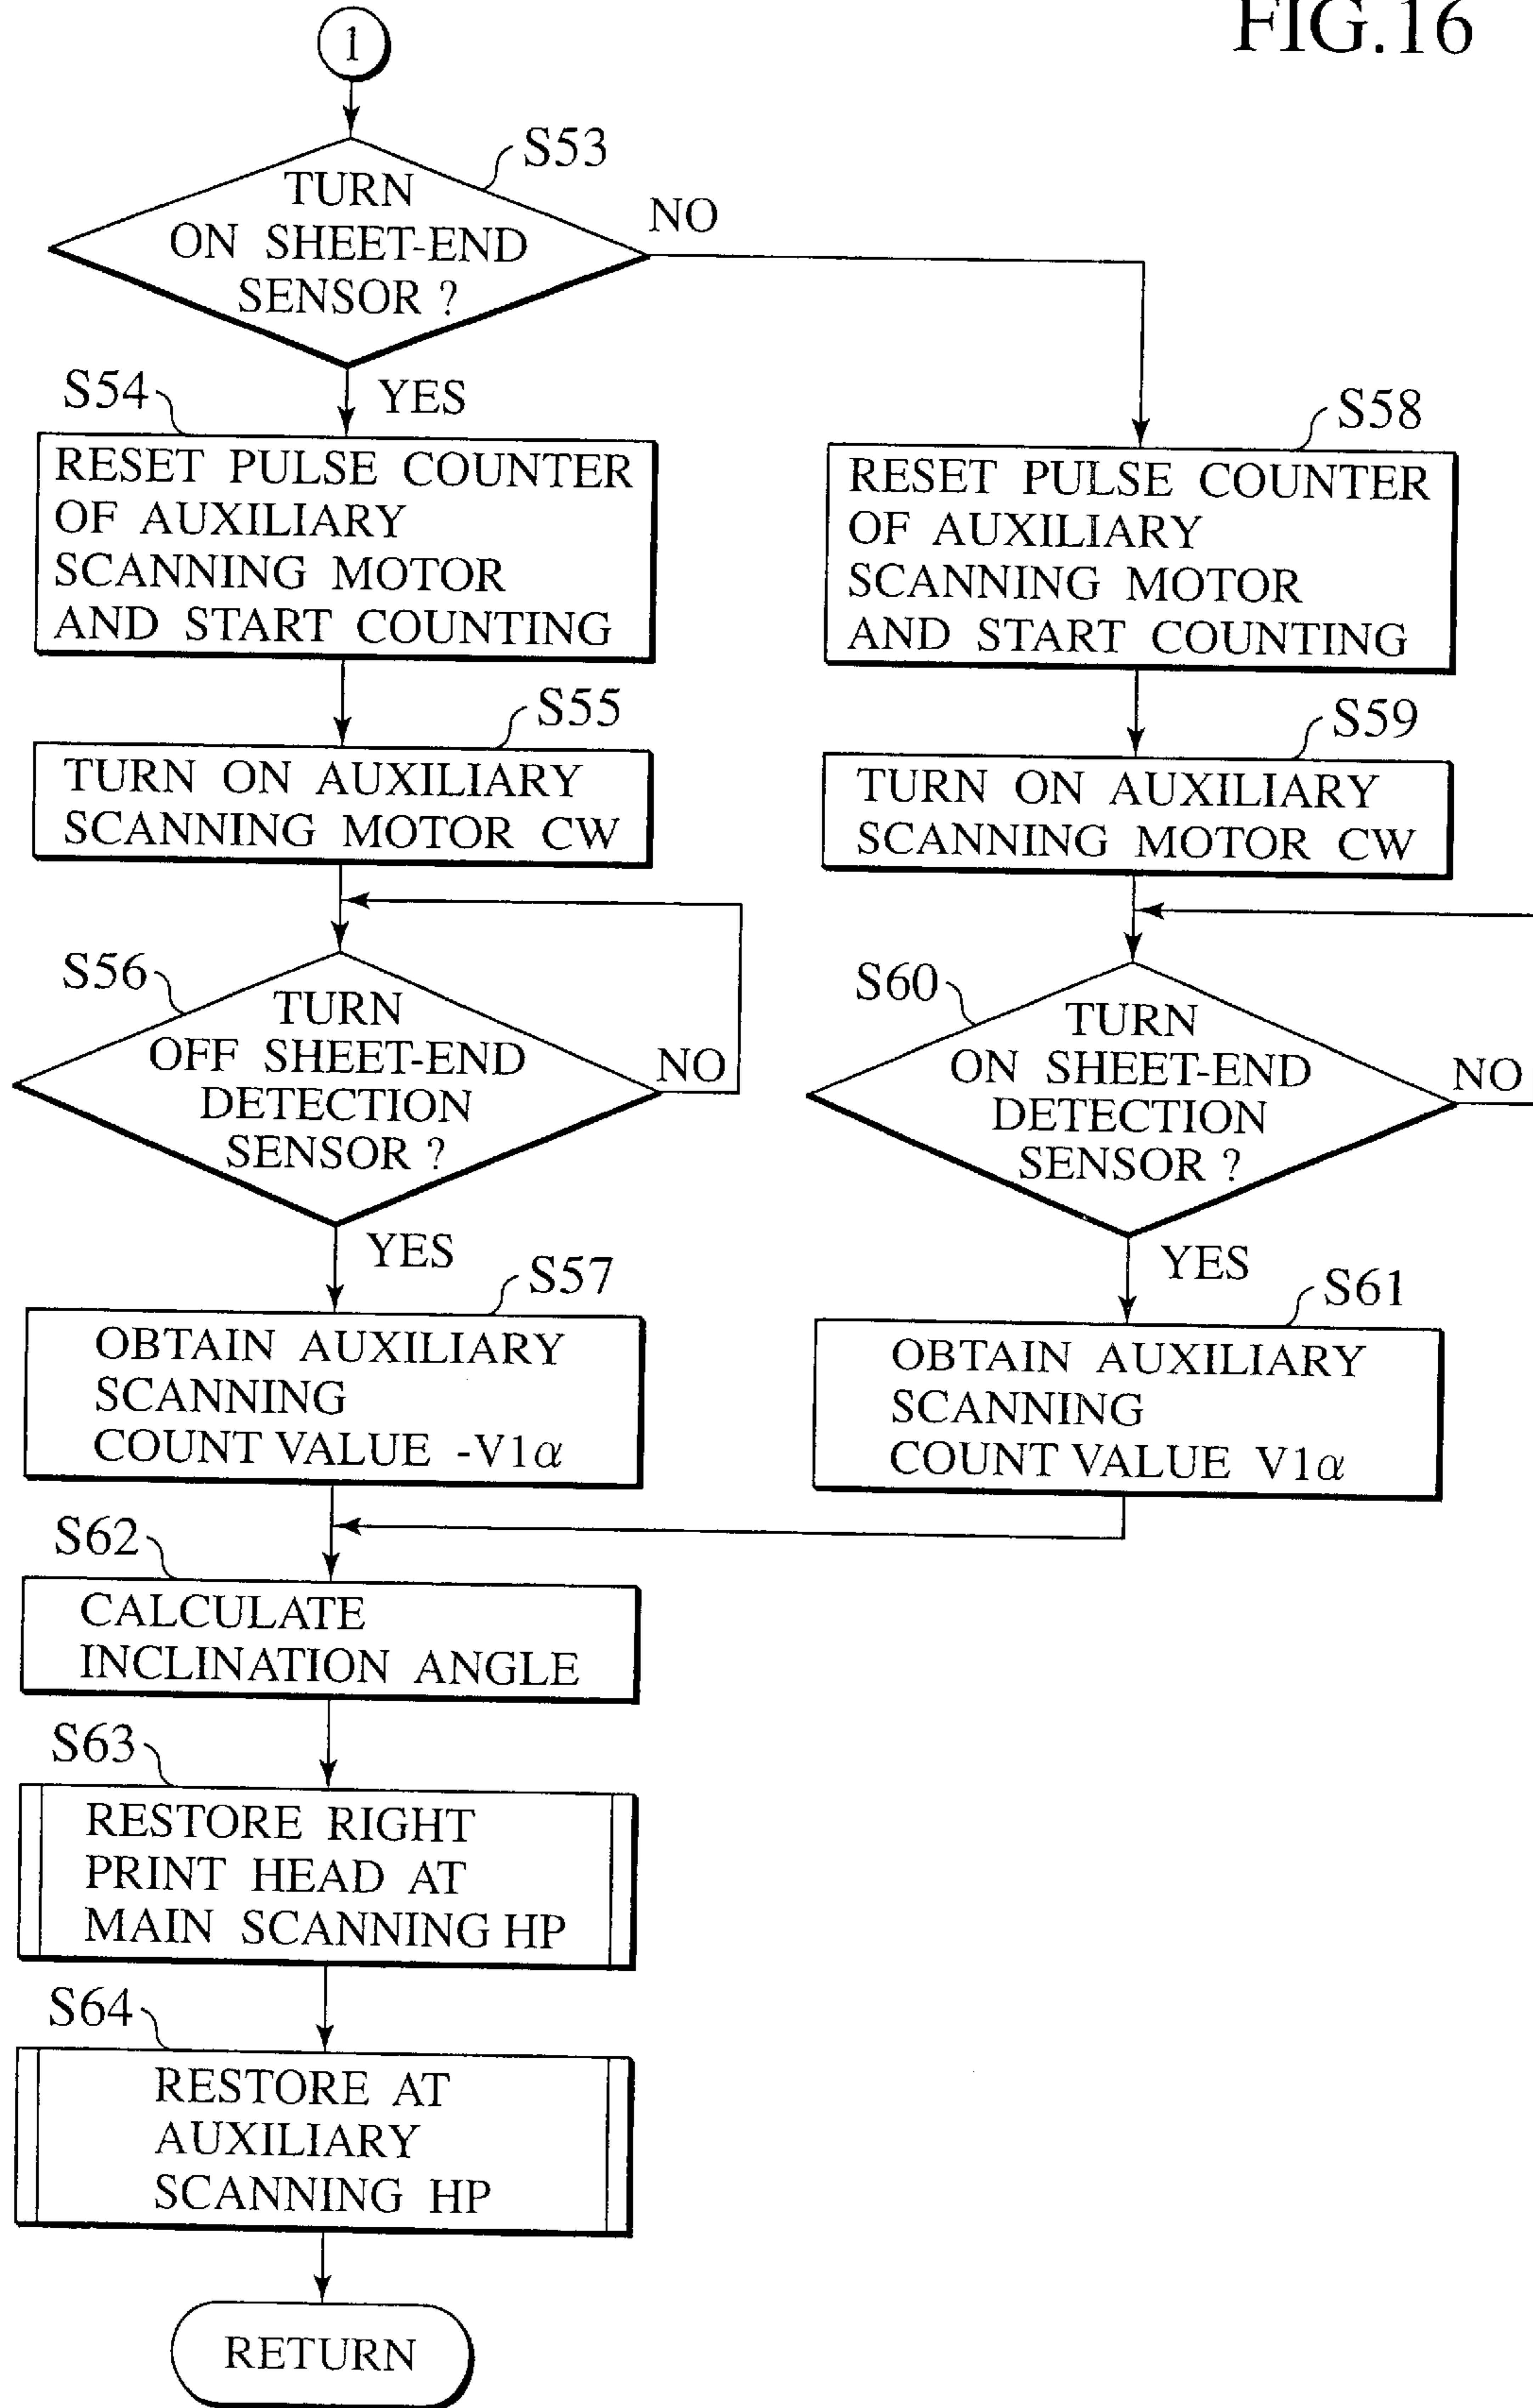 FIG.16
1
S53
TURN
ON SHEET-END
SENSOR ?
NO
YES
S54
RESET PULSE COUNTER
OF AUXILIARY
SCANNING MOTOR
AND START COUNTING
S55
TURN ON AUXILIARY
SCANNING MOTOR CW
S56
TURN
OFF SHEET-END
DETECTION
SENSOR ?
NO
YES
S57
OBTAIN AUXILIARY
SCANNING
COUNT VALUE -V1α
S58
RESET PULSE COUNTER
OF AUXILIARY
SCANNING MOTOR
AND START COUNTING
S59
TURN ON AUXILIARY
SCANNING MOTOR CW
S60
TURN
ON SHEET-END
DETECTION
SENSOR ?
NO
YES
S61
OBTAIN AUXILIARY
SCANNING
COUNT VALUE V1α
S62
CALCULATE
INCLINATION ANGLE
S63
RESTORE RIGHT
PRINT HEAD AT
MAIN SCANNING HP
S64
RESTORE AT
AUXILIARY
SCANNING HP
RETURN